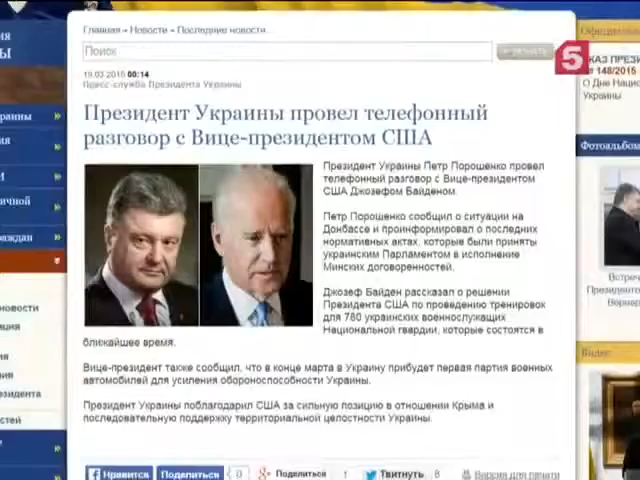 Главная » Новости » Последние новости
Поиск
5
19.03.2015 00:14
Пресс-служба Президента Украины
Президент Украины провел телефонный
разговор с Вице-президентом США
Президент Украины Петр Порошенко провел
телефонный разговор с Вице-президентом
США Джозефом Байденом.
Петр Порошенко сообщил о ситуации на
Донбассе и проинформировал о последних
нормативных актах, которые были приняты
украинским Парламентом в исполнение
Минских договоренностей.
Джозеф Байден рассказал о решении
Президента США по проведению тренировок
для 780 украинских военнослужащих
Национальной гвардии, которые состоятся в
ближайшее время.
Вице-президент также сообщил, что в конце марта в Украину прибудет первая партия военных
автомобилей для усиления обороноспособности Украины.
Президент Украины поблагодарил США за сильную позицию в отношении Крыма и
последовательную поддержку территориальной целостности Украины.
Нравится Поделиться 0 Поделиться 1 Твитнуть 8 Версия для печати
№ 148/2015
О Дне Нацио
Украины
Фотоальбом
Встреч
Президент
Видео